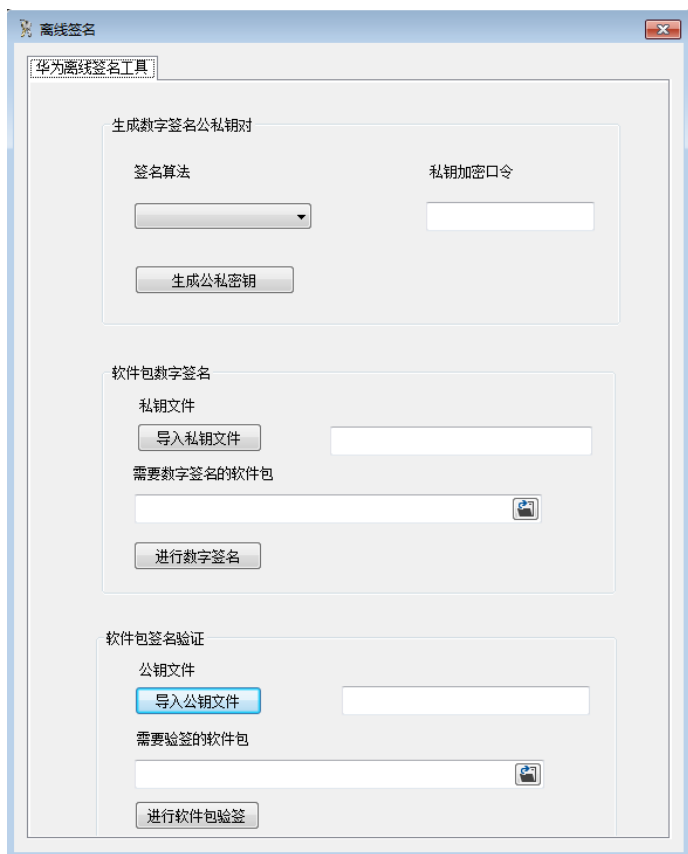 离线签名
华为离线签名工具
生成数字签名公私钥对
签名算法 私钥加密口令
生成公私密钥
软件包数字签名
私钥文件
导入私钥文件
需要数字签名的软件包
进行数字签名
软件包签名验证
公钥文件
导入公钥文件
需要验签的软件包
进行软件包验签